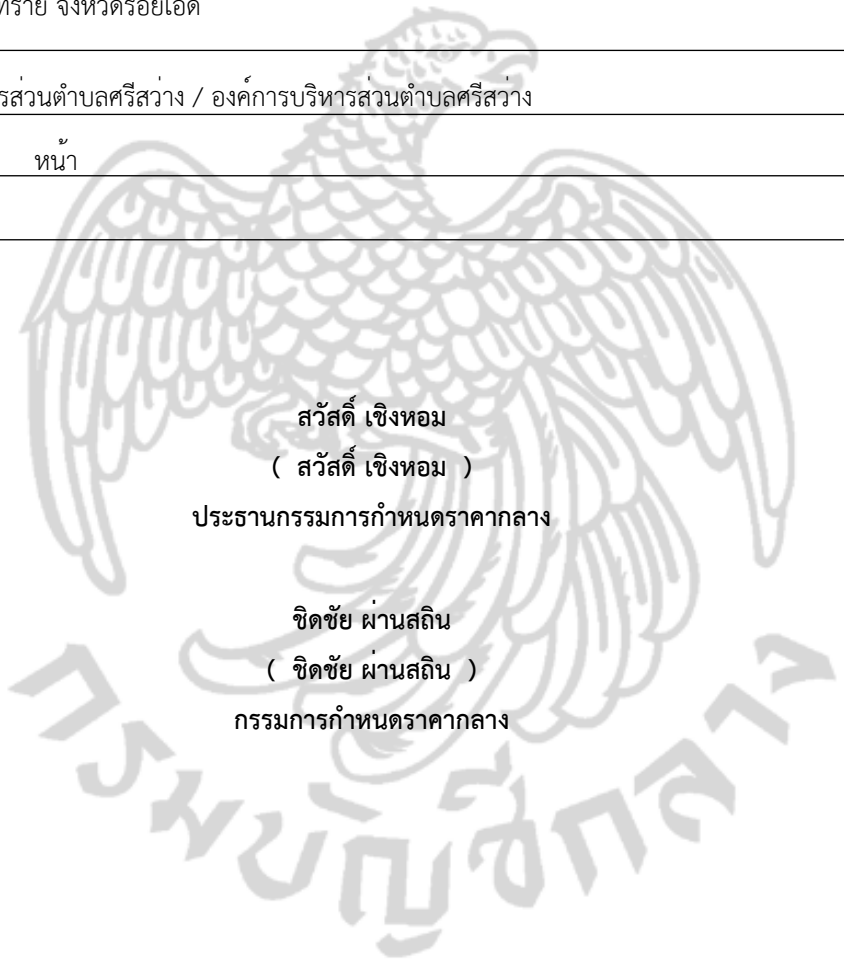 ทราย จังหวัดร้อยเอ็ด
รส่วนตำบลศรีสว่าง / องค์การบริหารส่วนตำบลศรีสว่าง
หน้า
สวัสดิ์ เชิงหอม
( สวัสดิ์ เชิงหอม )
ประธานกรรมการกำหนดราคากลาง
ชิดชัย ผ่านสถิน
( ชิดชัย ผ่านสถิน )
กรรมการกำหนดราคากลาง
กรมบัญชีกลาง